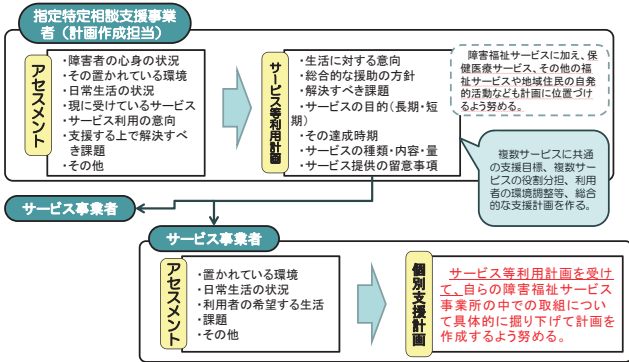 指定特定相談支援事業
者（計画作成担当）
アセスメント
・障害者の心身の状況
・その置かれている環境
・日常生活の状況
・現に受けているサービス
・サービス利用の意向
・支援する上で解決すべ
き課題
・その他
サービス等利用計画
・生活に対する意向
・総合的な援助の方針
・解決すべき課題
・サービスの目的（長期・短
期）
・その達成時期
・サービスの種類・内容・量
・サービス提供の留意事項
障害福祉サービスに加え、保
健医療サービス、その他の福
祉サービスや地域住民の自発
的活動なども計画に位置づけ
るよう努める。
複数サービスに共通
の支援目標、複数サー
ビスの役割分担、利用
者の環境調整等、総合
的な支援計画を作る。
サービス事業者
サービス事業者
アセスメント
・置かれている環境
・日常生活の状況
・利用者の希望する生活
・課題
・その他
個別支援計画
サービス等利用計画を受け
て、自らの障害福祉サービス
事業所の中での取組につい
て具体的に掘り下げて計画を
作成するよう努める。